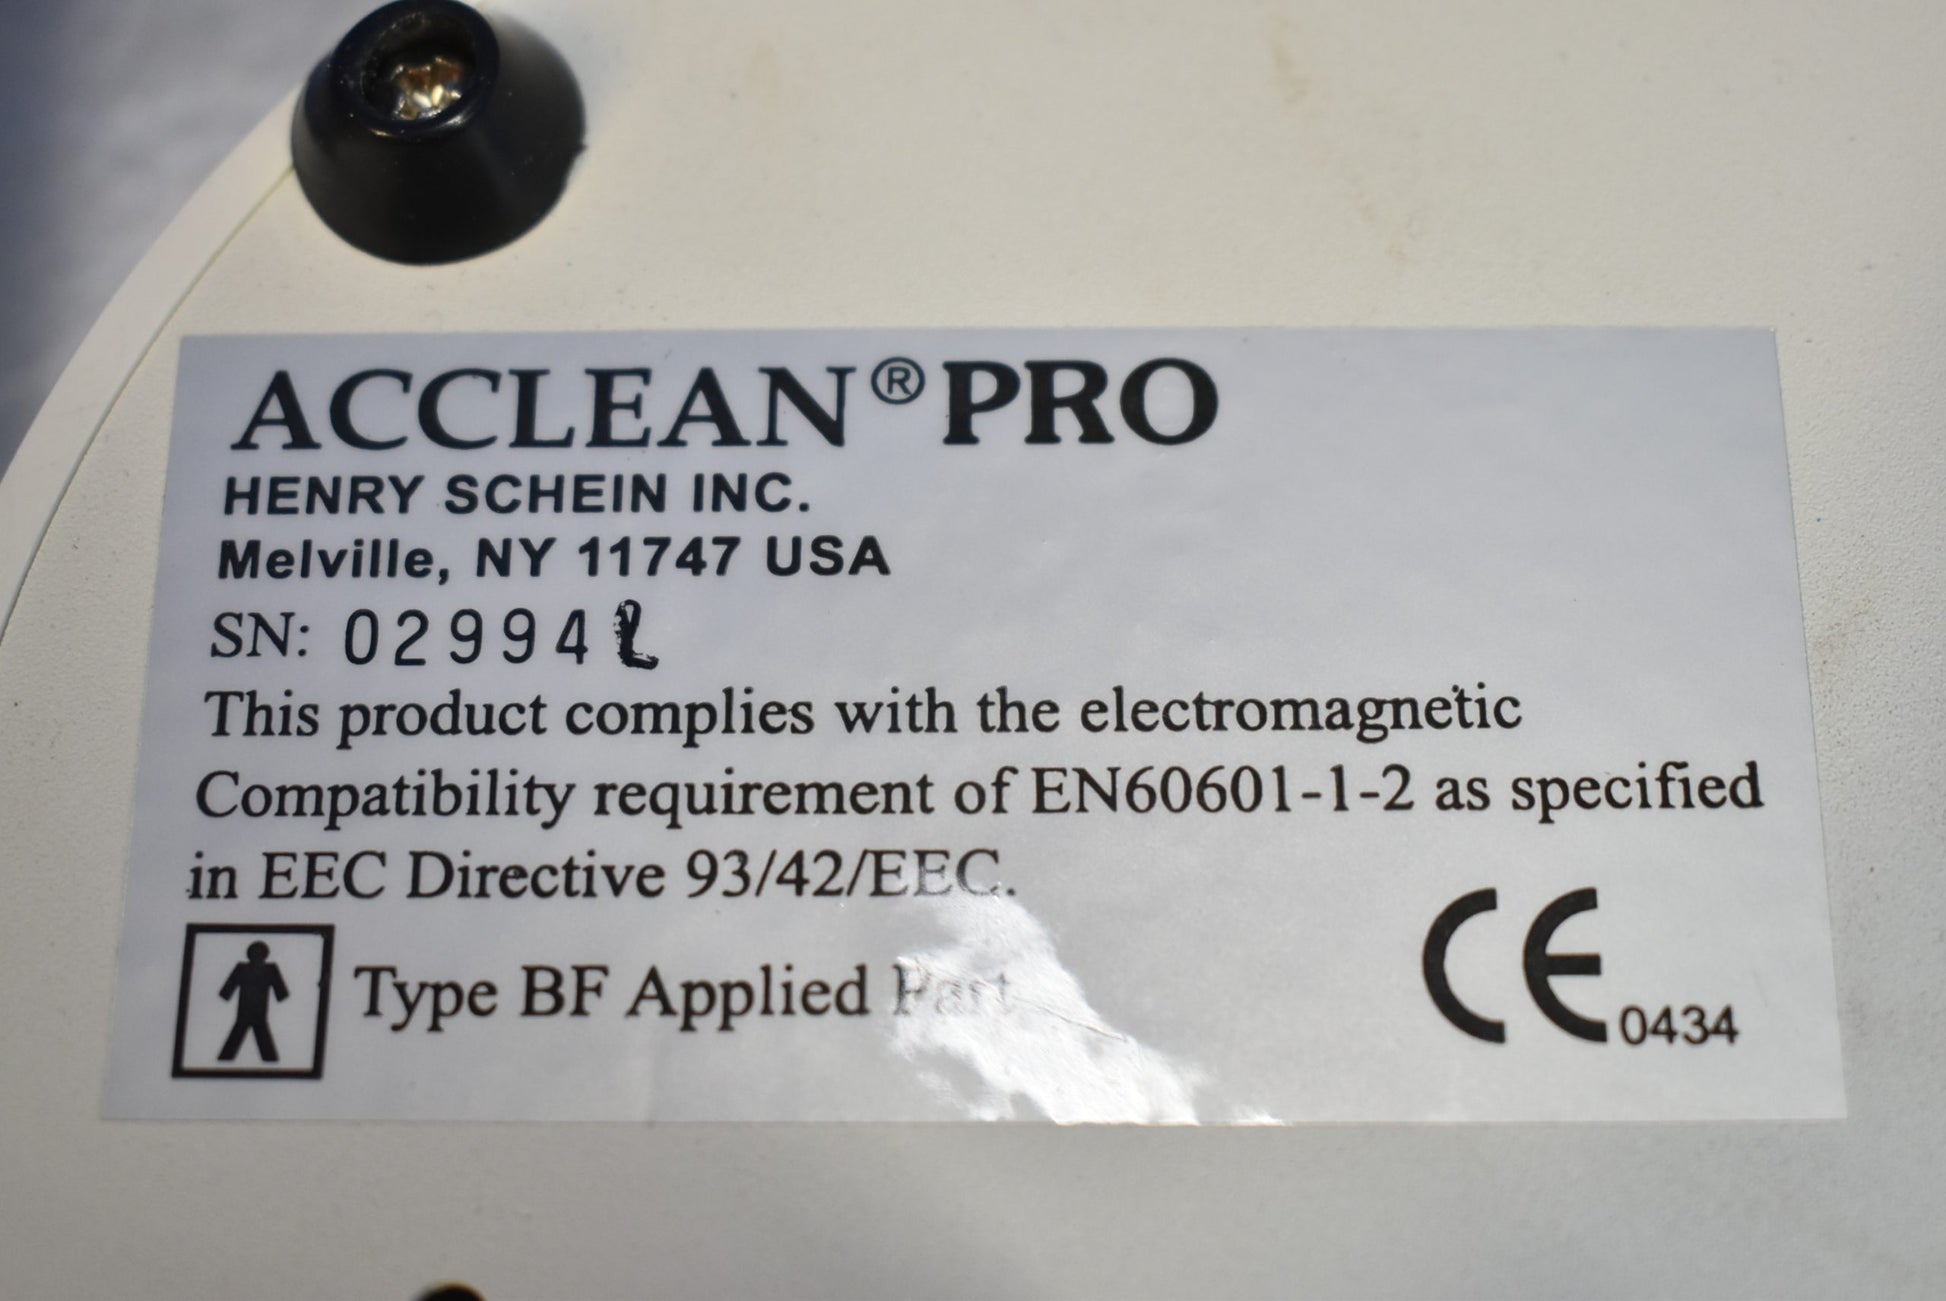 ACCLEAN® PRO
HENRY SCHEIN INC.
Melville, NY 11747 USA
SN: 02994
This product complies with the electromagnetic
Compatibility requirement of EN60601-1-2 as specified
in EEC Directive 93/42/EEC.
Type BF Applied Part
CE 0434